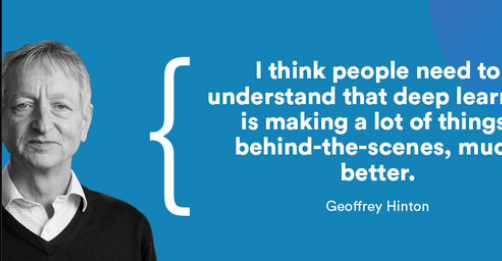 I think people need to
understand that deep lear
is making a lot of things
behind-the-scenes, muc
better.
Geoffrey Hinton